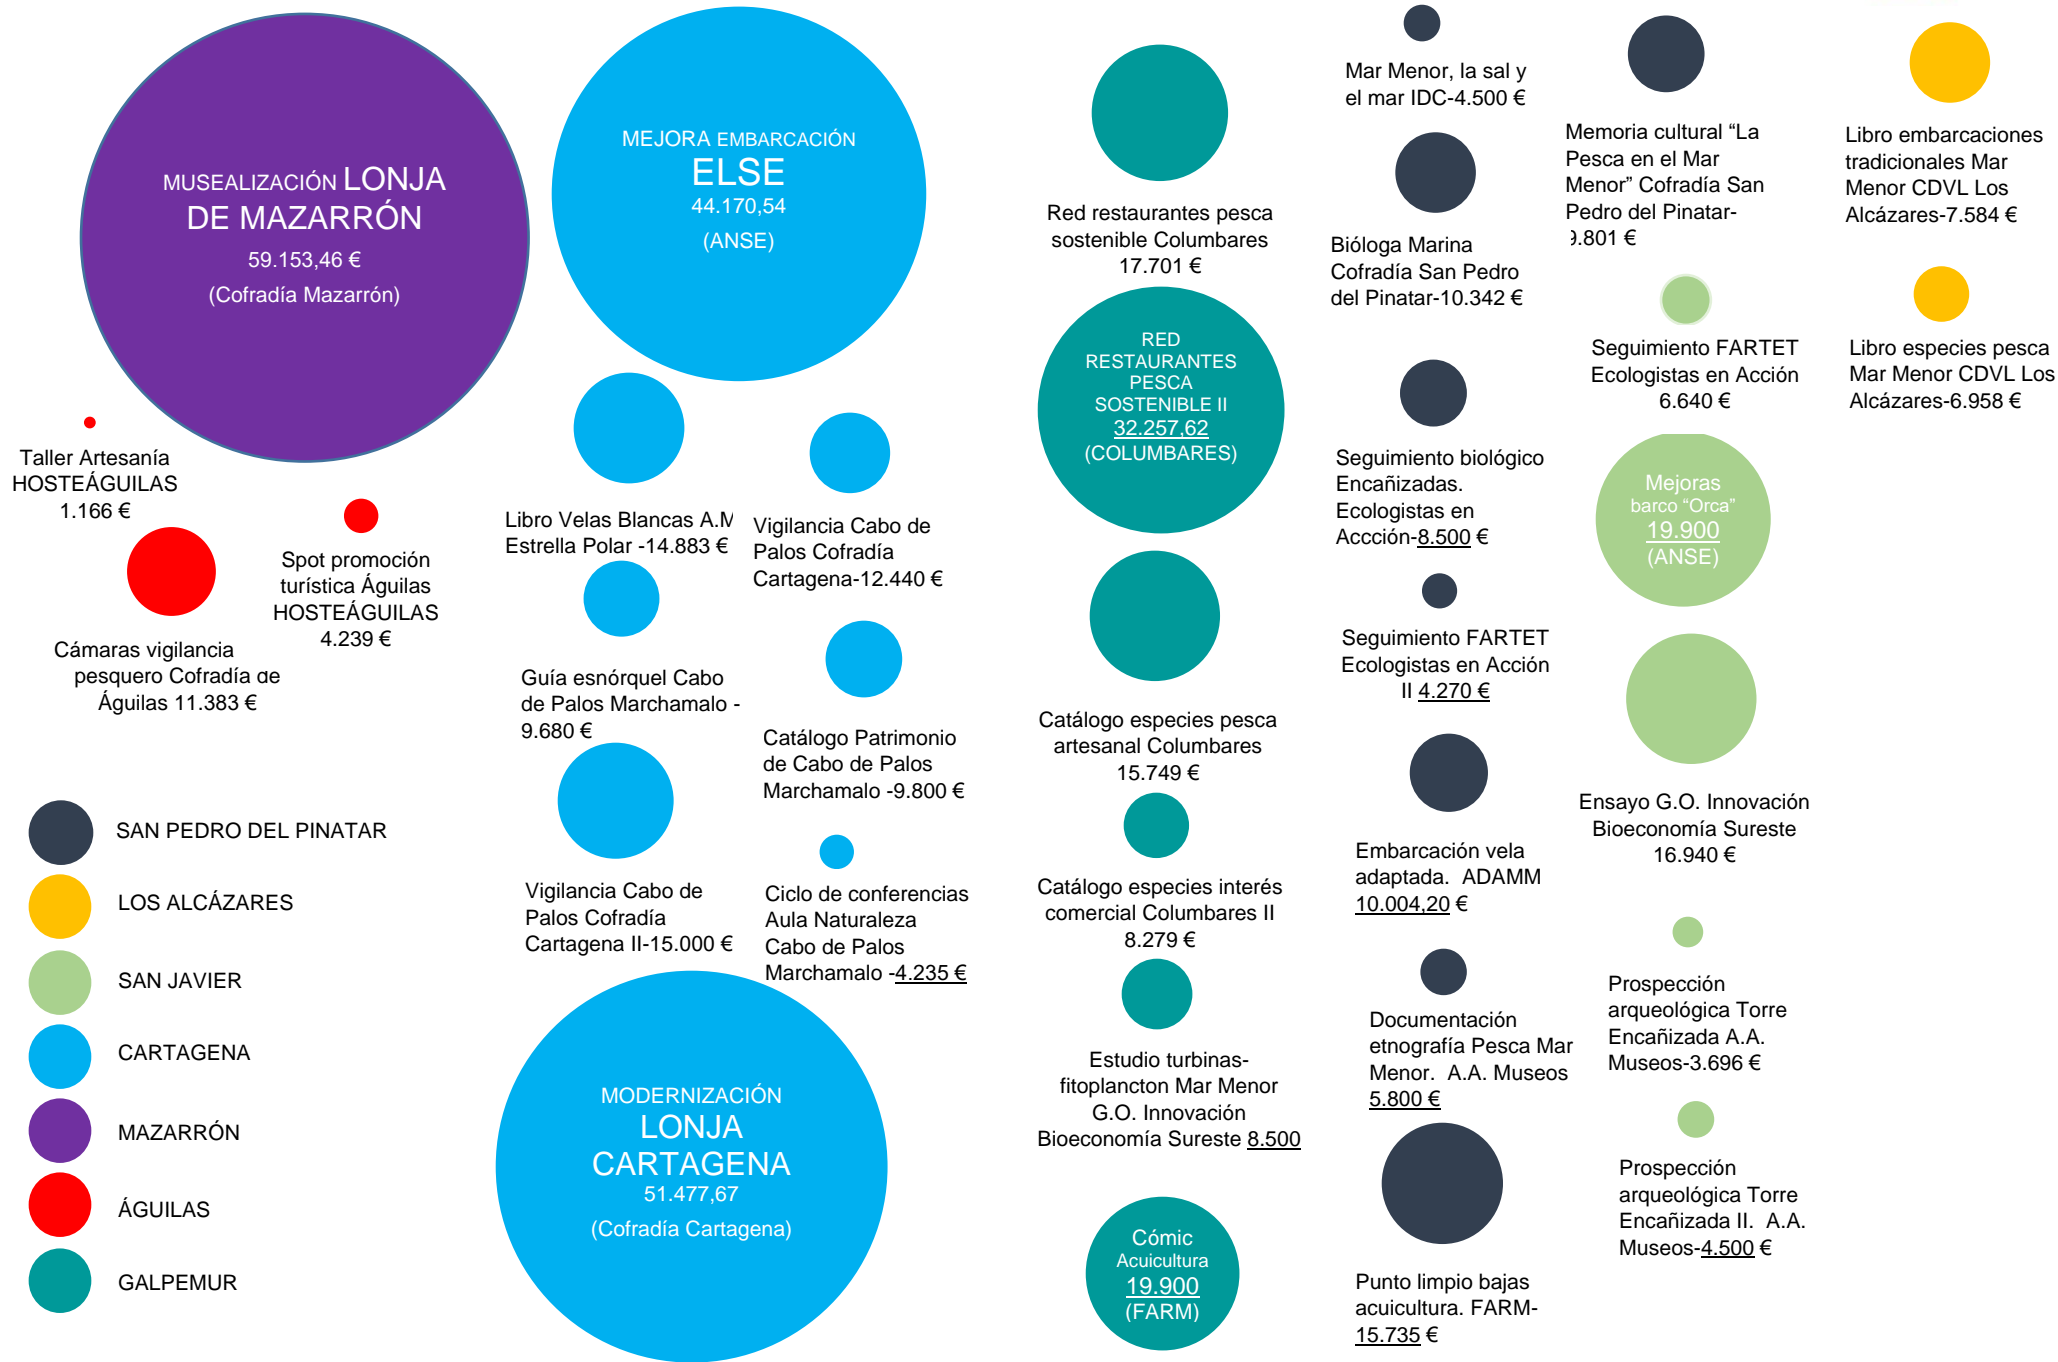 MUSEALIZACIÓN LONJA
DE MAZARRÓN
59.153,46 €
(Cofradía Mazarrón)
Taller Artesanía
HOSTEÁGUILAS
1.166 €
Spot promoción
turística Águilas
HOSTEÁGUILAS
4.239 €
Cámaras vigilancia
pesquero Cofradía de
Águilas 11.383 €
SAN PEDRO DEL PINATAR
LOS ALCÁZARES
SAN JAVIER
CARTAGENA
MAZARRÓN
ÁGUILAS
GALPEMUR
MEJORA EMBARCACIÓN
ELSE
44.170,54
(ANSE)
Libro Velas Blancas A.M
Estrella Polar -14.883 €
Vigilancia Cabo de
Palos Cofradía
Cartagena-12.440 €
Guía esnórquel Cabo
de Palos Marchamalo -
9.680 €
Catálogo Patrimonio
de Cabo de Palos
Marchamalo -9.800 €
Vigilancia Cabo de
Palos Cofradía
Cartagena II-15.000 €
Ciclo de conferencias
Aula Naturaleza
Cabo de Palos
Marchamalo -4.235 €
MODERNIZACIÓN
LONJA
CARTAGENA
51.477,67
(Cofradía Cartagena)
Red restaurantes pesca
sostenible Columbares
17.701 €
RED
RESTAURANTES
PESCA
SOSTENIBLE II
32.257,62
(COLUMBARES)
Catálogo especies pesca
artesanal Columbares
15.749 €
Catálogo especies interés
comercial Columbares II
8.279 €
Estudio turbinas-
fitoplancton Mar Menor
G.O. Innovación
Bioeconomía Sureste 8.500
Cómic
Acuicultura
19.900
(FARM)
Mar Menor, la sal y
el mar IDC-4.500 €
Bióloga Marina
Cofradía San Pedro
del Pinatar-10.342 €
Seguimiento biológico
Encañizadas.
Ecologistas en
Accción-8.500 €
Seguimiento FARTET
Ecologistas en Acción
II 4.270 €
Embarcación vela
adaptada. ADAMM
10.004,20 €
Documentación
etnografía Pesca Mar
Menor. A.A. Museos
5.800 €
Punto limpio bajas
acuicultura. FARM-
15.735 €
Memoria cultural “La
Pesca en el Mar
Menor” Cofradía San
Pedro del Pinatar-
9.801 €
Seguimiento FARTET
Ecologistas en Acción
6.640 €
Mejoras
barco “Orca”
19.900
(ANSE)
Ensayo G.O. Innovación
Bioeconomía Sureste
16.940 €
Prospección
arqueológica Torre
Encañizada A.A.
Museos-3.696 €
Prospección
arqueológica Torre
Encañizada II. A.A.
Museos-4.500 €
Libro embarcaciones
tradicionales Mar
Menor CDVL Los
Alcázares-7.584 €
Libro especies pesca
Mar Menor CDVL Los
Alcázares-6.958 €